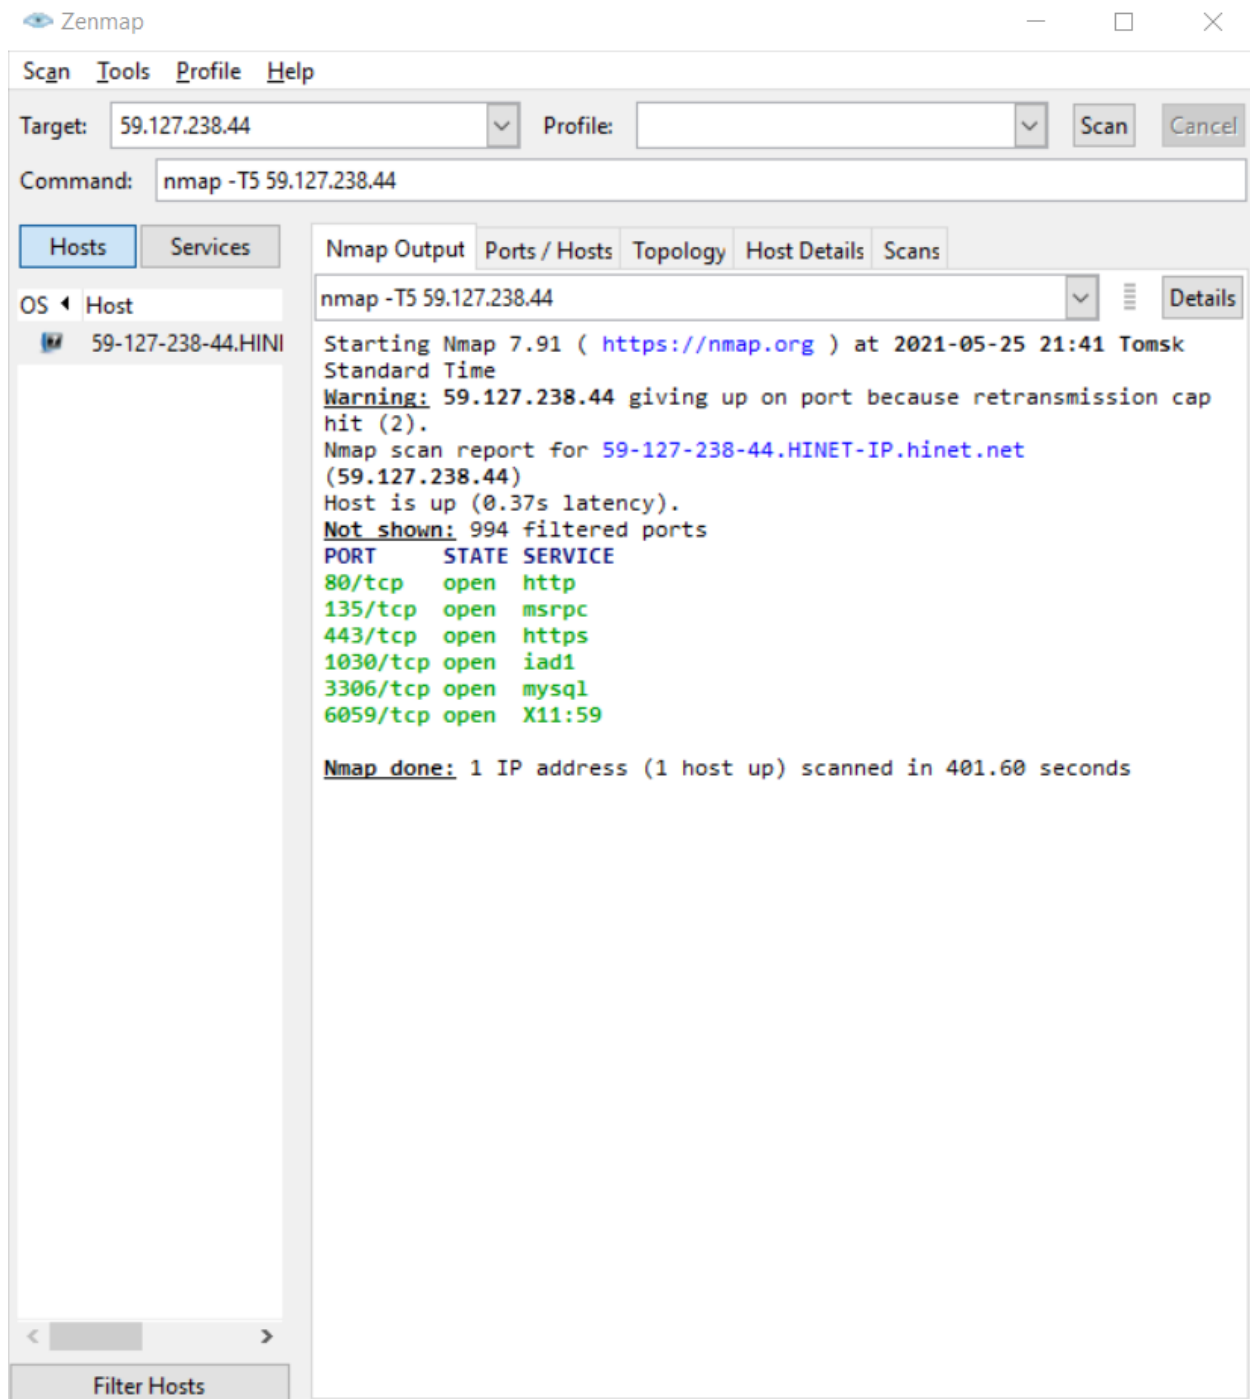 Zenmap
Scan Tools Profile Help
Target: 59.127.238.44 Profile: Scan Cancel
Command: nmap -T5 59.127.238.44
Hosts Services
Nmap Output Ports / Hosts Topology Host Details Scans
OS Host
nmap -T5 59.127.238.44 Details
59-127-238-44.HINI
Starting Nmap 7.91 ( https://nmap.org ) at 2021-05-25 21:41 Tomsk
Standard Time
Warning: 59.127.238.44 giving up on port because retransmission cap
hit (2).
Nmap scan report for 59-127-238-44.HINET-IP.hinet.net
(59.127.238.44)
Host is up (0.37s latency).
Not shown: 994 filtered ports
PORT STATE SERVICE
80/tcp open http
135/tcp open msrpc
443/tcp open https
1030/tcp open iad1
3306/tcp open mysql
6059/tcp open X11:59
Nmap done: 1 IP address (1 host up) scanned in 401.60 seconds
Filter Hosts